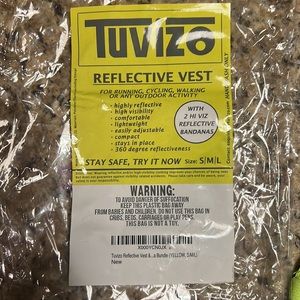 TUVIZO
REFLECTIVE VEST
FOR RUNNING, CYCLING, WALKING
OR ANY OUTDOOR ACTIVITY
- highly reflective
- high visibility
- comfortable
- lightweight
- easily adjustable
- compact
- stays in place
- 360 degree reflectiveness
WITH
2 HI VIZ
REFLECTIVE
BANDANAS
STAY SAFE, TRY IT NOW Size: S/M/L
WARNING:
TO AVOID DANGER OF SUFFOCATION
KEEP THIS PLASTIC BAG AWAY
FROM BABIES AND CHILDREN. DO NOT USE THIS BAG IN
CRIBS, BEDS, CARRIAGES OR PLAY PENS.
THIS BAG IS NOT A TOY.
Tuvizo Reflective Vest &...s Bundle (YELLOW, S/M/L)
New